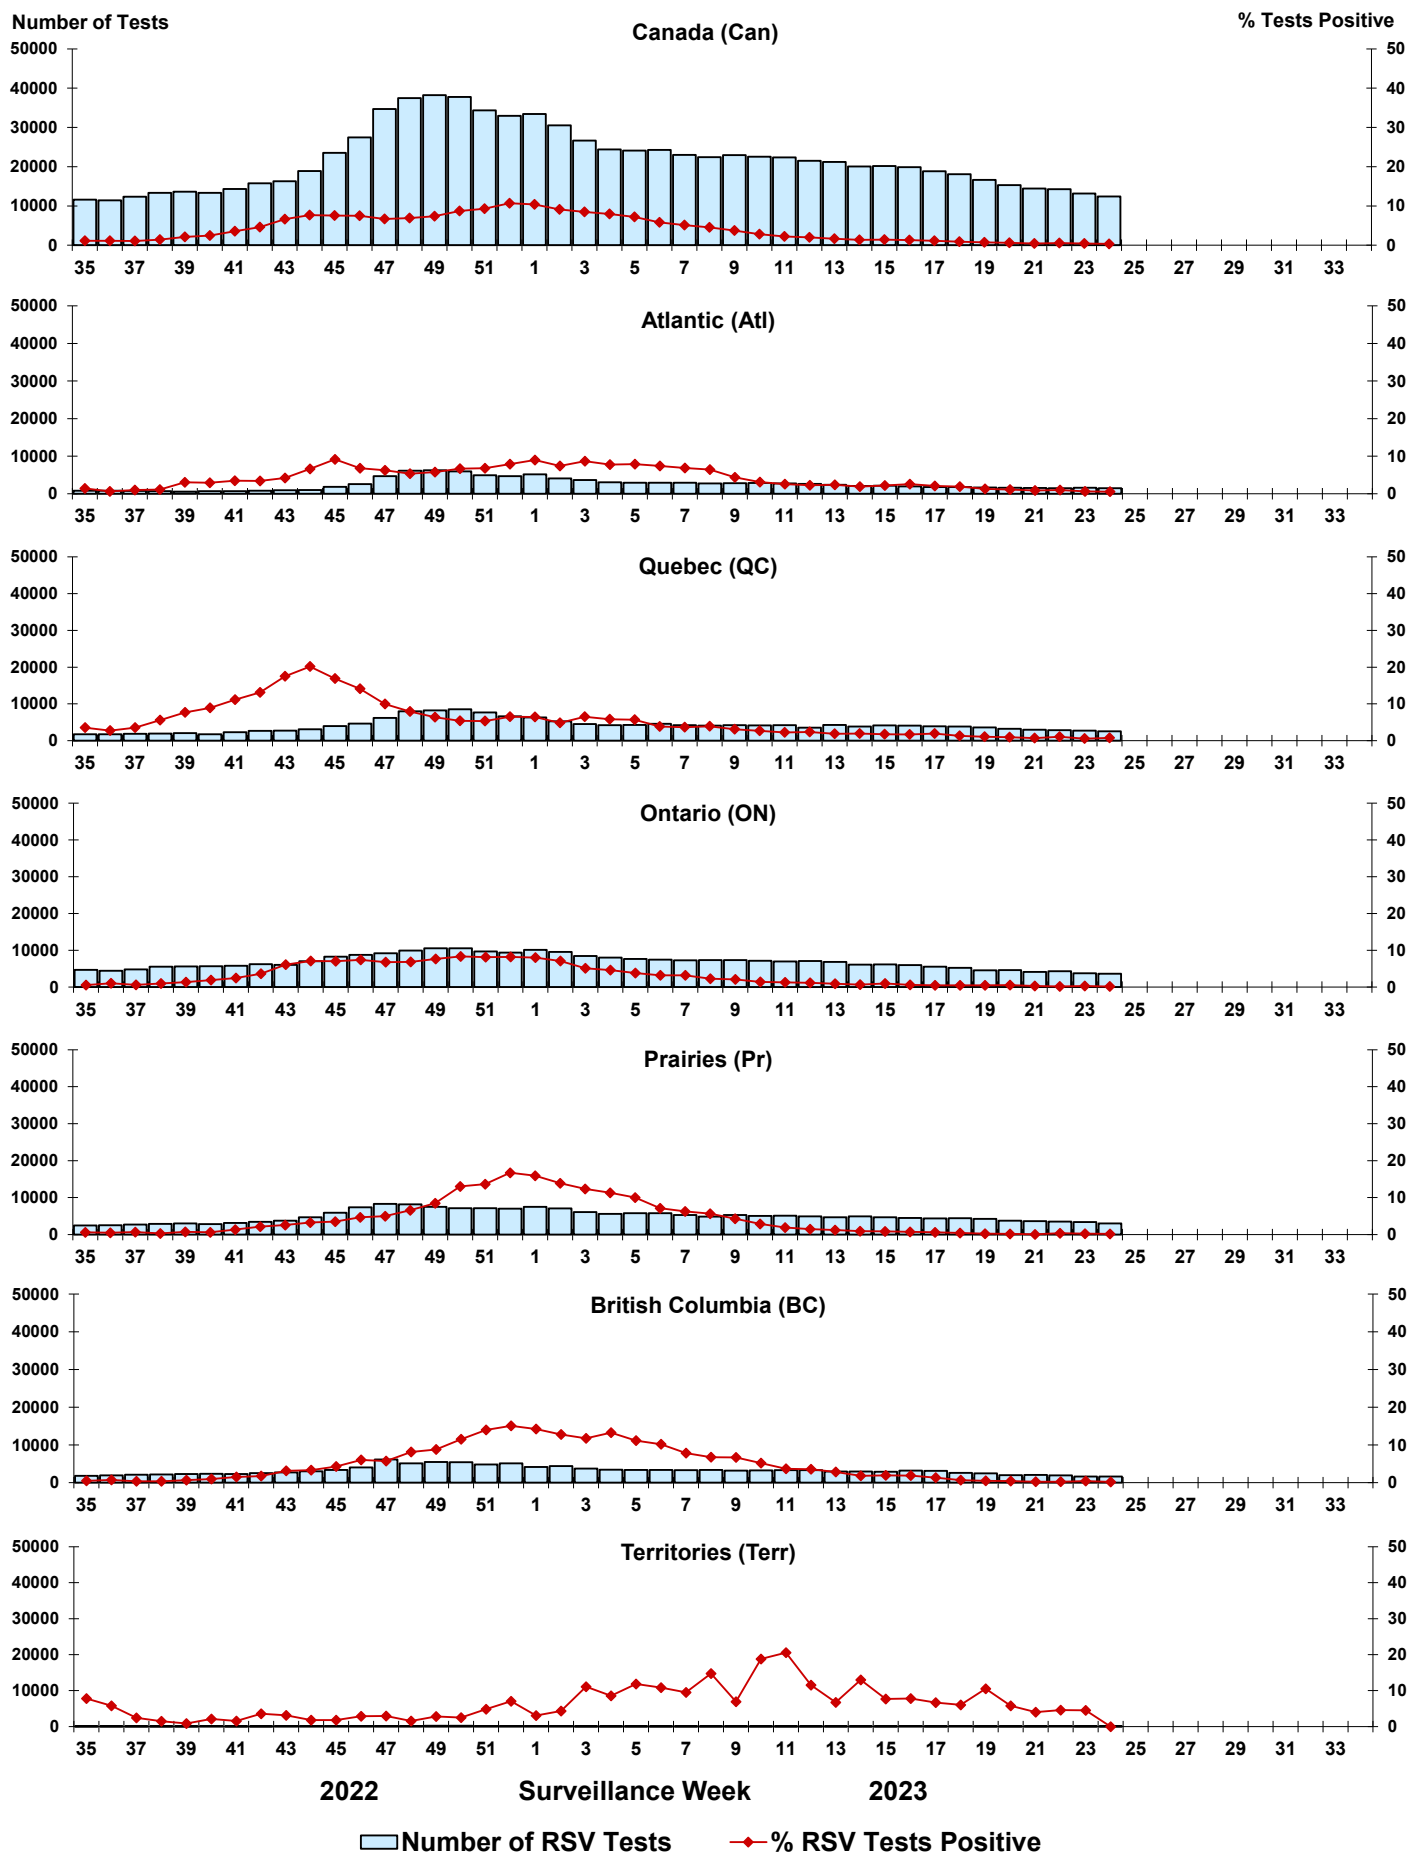 Number of Tests
% Tests Positive
Canada (Can)
50000 50
40000 40
30000 30
20000 20
10000 10
0 0
35 37 39 41 43 45 47 49 51 1 3 5 7 9 11 13 15 17 19 21 23 25 27 29 31 33
Atlantic (Atl)
50000 50
40000 40
30000 30
20000 20
10000 10
0 0
35 37 39 41 43 45 47 49 51 1 3 5 7 9 11 13 15 17 19 21 23 25 27 29 31 33
Quebec (QC)
50000 50
40000 40
30000 30
20000 20
10000 10
0 0
35 37 39 41 43 45 47 49 51 1 3 5 7 9 11 13 15 17 19 21 23 25 27 29 31 33
Ontario (ON)
50000 50
40000 40
30000 30
20000 20
10000 10
0 0
35 37 39 41 43 45 47 49 51 1 3 5 7 9 11 13 15 17 19 21 23 25 27 29 31 33
Prairies (Pr)
50000 50
40000 40
30000 30
20000 20
10000 10
0 0
35 37 39 41 43 45 47 49 51 1 3 5 7 9 11 13 15 17 19 21 23 25 27 29 31 33
British Columbia (BC)
50000 50
40000 40
30000 30
20000 20
10000 10
0 0
35 37 39 41 43 45 47 49 51 1 3 5 7 9 11 13 15 17 19 21 23 25 27 29 31 33
Territories (Terr)
50000 50
40000 40
30000 30
20000 20
10000 10
0 0
35 37 39 41 43 45 47 49 51 1 3 5 7 9 11 13 15 17 19 21 23 25 27 29 31 33
2022 Surveillance Week 2023
Number of RSV Tests % RSV Tests Positive